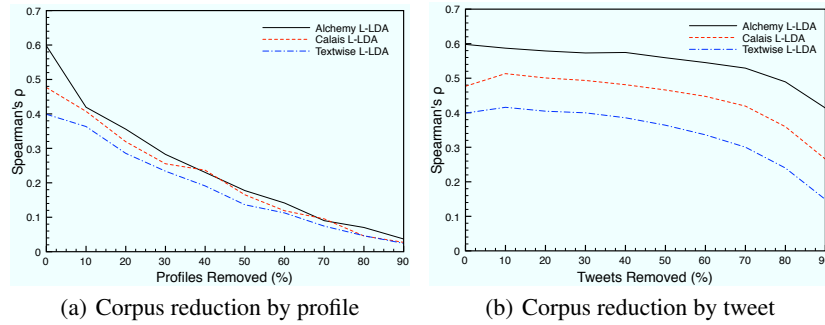 0.7
0.6
0.5
0.4
0.3
0.2
0.1
0
Spearman's ρ
Alchemy L-LDA
Calais L-LDA
Textwise L-LDA
0 10 20 30 40 50 60 70 80 90
Profiles Removed (%)
(a) Corpus reduction by profile
0.7
0.6
0.5
0.4
0.3
0.2
0.1
0
Spearman's ρ
Alchemy L-LDA
Calais L-LDA
Textwise L-LDA
0 10 20 30 40 50 60 70 80 90
Tweets Removed (%)
(b) Corpus reduction by tweet